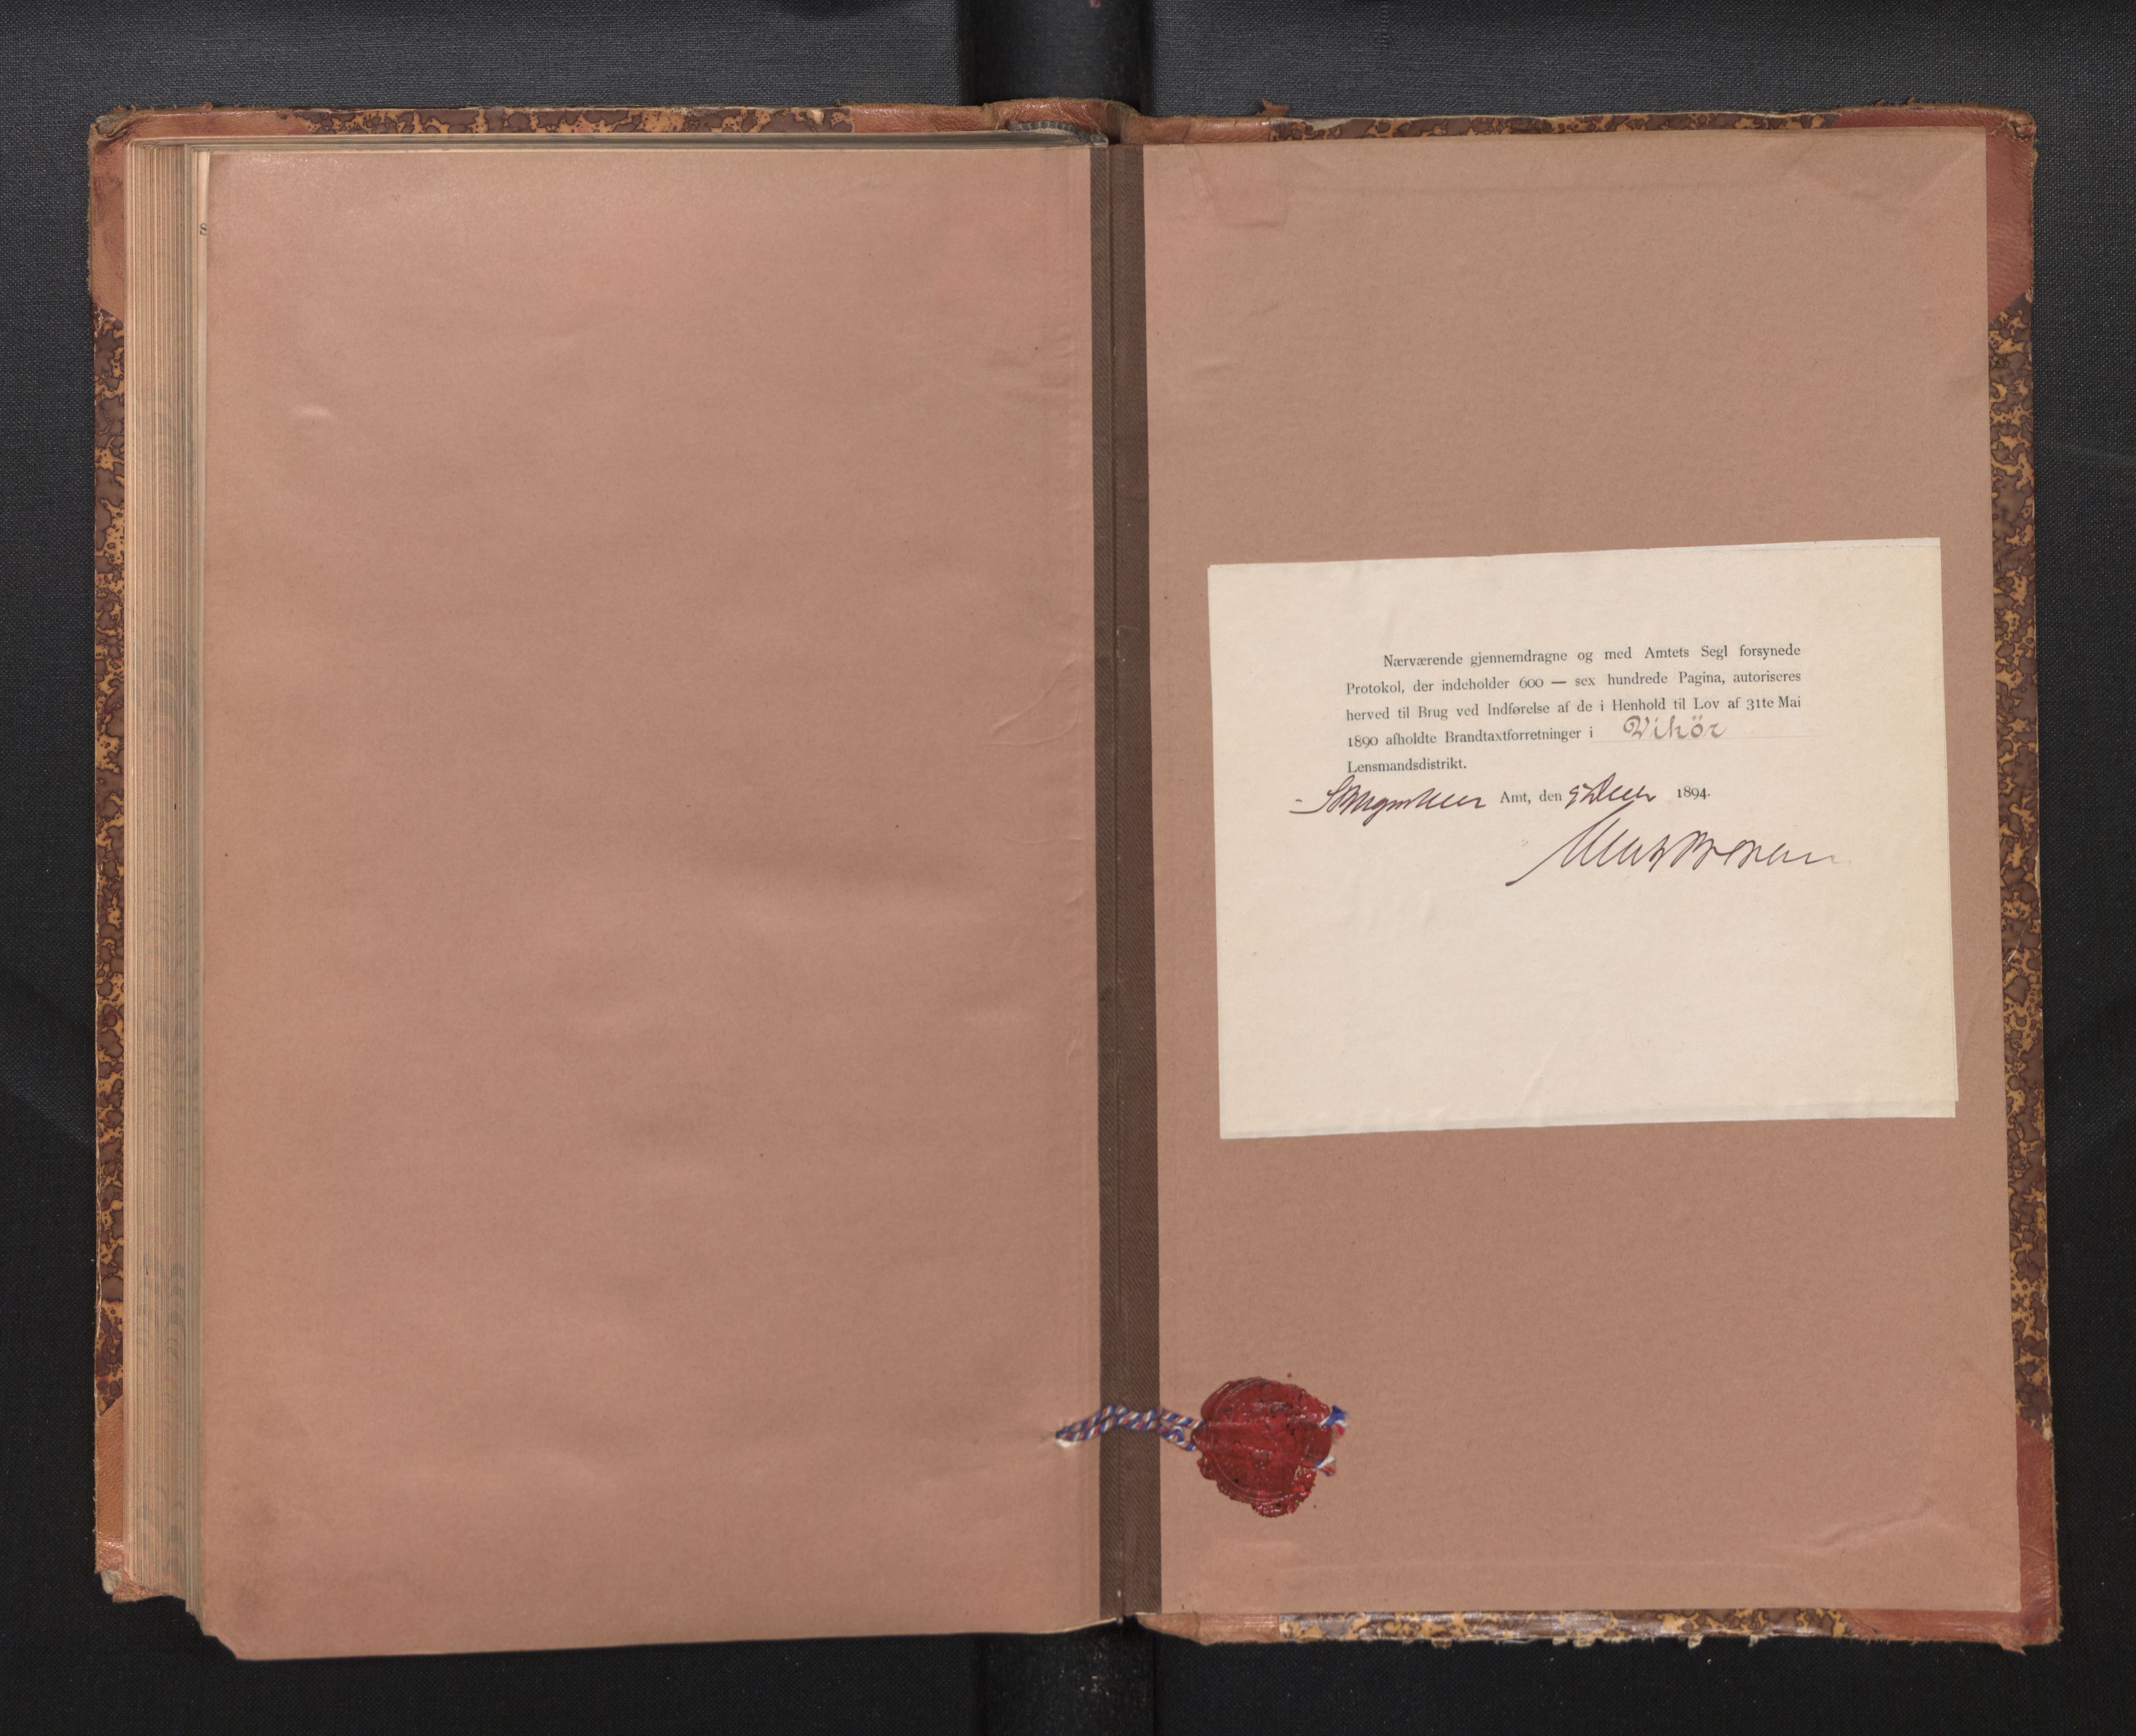 Nærværende gjennemdragne og med Amtets Segl forsynede
Protokol, der indeholder 600 — sex hundrede Pagina, autoriseres
herved til Brug ved Indførelse af de i Henhold til Lov af 31te Mai
1890 afholdte Brandtaxtforretninger i Vikör
Lensmandsdistrikt.
Amt, den 1894.